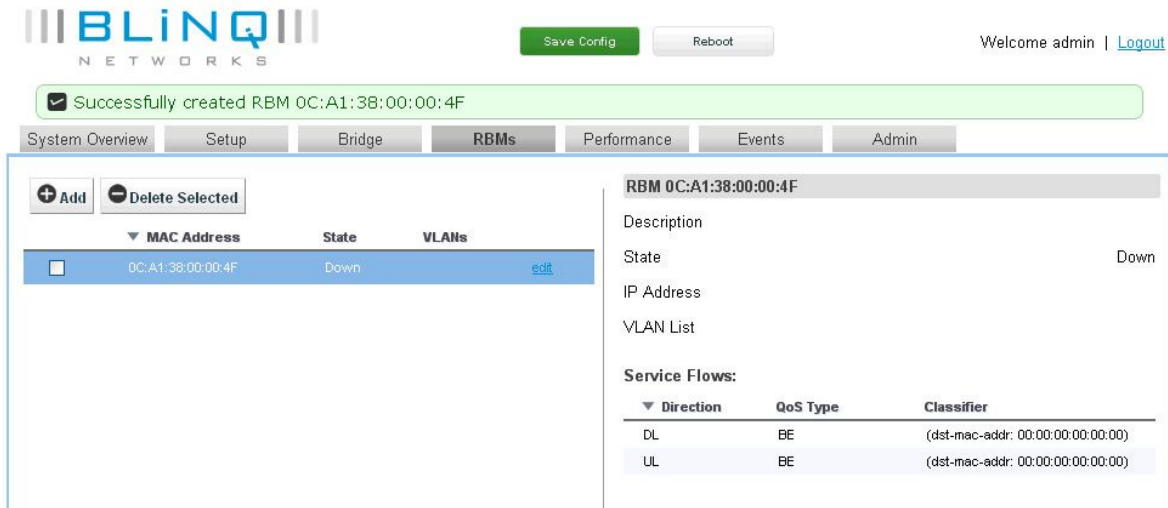 BLiNQ
NETWORKS
Save Config
Reboot
Welcome admin | Logout
Successfully created RBM 0C:A1:38:00:00:4F
System Overview
Setup
Bridge
RBMs
Performance
Events
Admin
Add
Delete Selected
MAC Address State VLANs
0C:A1:38:00:00:4F Down edit
RBM 0C:A1:38:00:00:4F
Description
State Down
IP Address
VLAN List
Service Flows:
Direction QoS Type Classifier
DL BE (dst-mac-addr: 00:00:00:00:00:00)
UL BE (dst-mac-addr: 00:00:00:00:00:00)